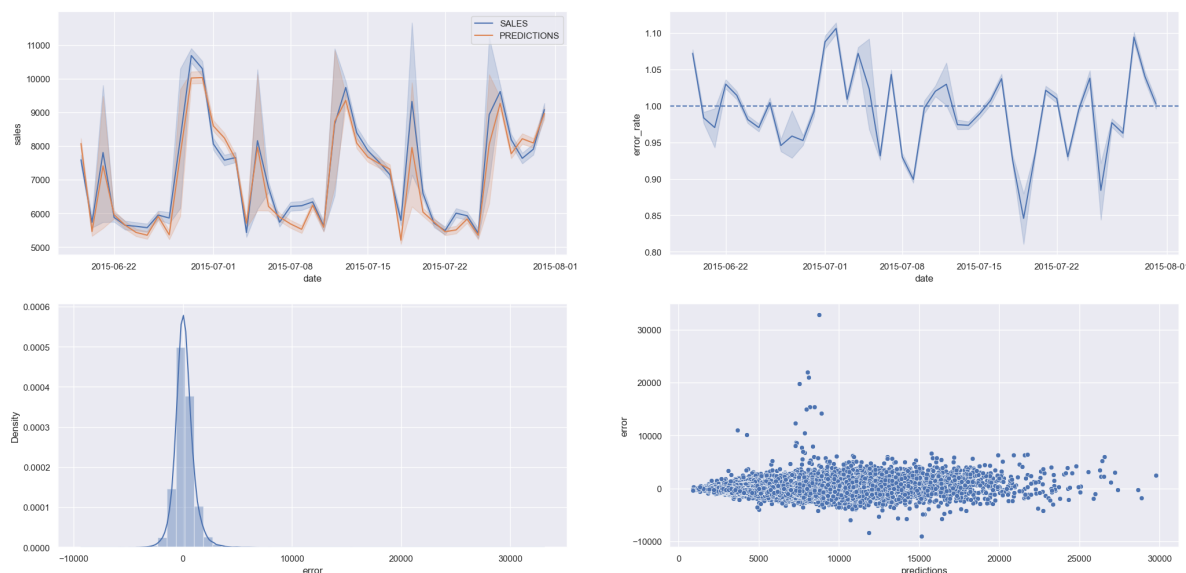 SALES
PREDICTIONS
11000
10000
9000
8000
7000
6000
5000
sales
2015-06-22 2015-07-01 2015-07-08 2015-07-15 2015-07-22 2015-08-01
date
1.10
1.05
1.00
0.95
0.90
0.85
0.80
error_rate
2015-06-22 2015-07-01 2015-07-08 2015-07-15 2015-07-22 2015-08-0
date
0.0006
0.0005
0.0004
0.0003
0.0002
0.0001
0.0000
Density
−10000 0 10000 20000 30000
error
30000
20000
10000
0
−10000
error
0 5000 10000 15000 20000 25000 30000
predictions